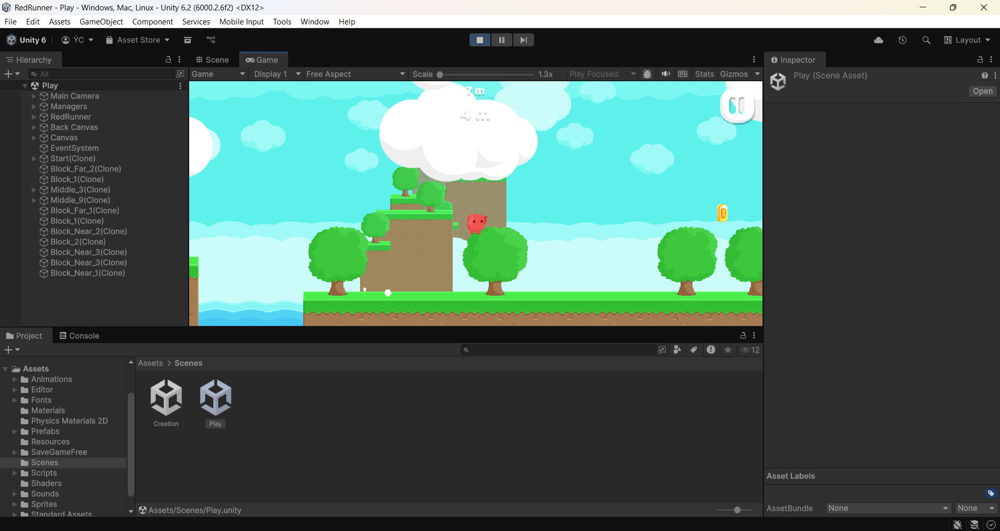 RedRunner - Play - Windows, Mac, Linux - Unity 6.2 (6000.2.6f2) <DX12>
File Edit Assets GameObject Component Services Mobile Input Tools Window Help
Unity 6 ÝC Asset Store Layout
Hierarchy
All
Play
Main Camera
Managers
RedRunner
Back Canvas
Canvas
EventSystem
Start(Clone)
Block_Far_2(Clone)
Block_1(Clone)
Middle_3(Clone)
Middle_9(Clone)
Block_Far_1(Clone)
Block_1(Clone)
Block_Near_2(Clone)
Block_2(Clone)
Block_Near_3(Clone)
Block_Near_3(Clone)
Block_Near_1(Clone)
Scene Game
Game Display 1 Free Aspect Scale 1.3x Play Focused Stats Gizmos
7 m
4 m
Inspector
Play (Scene Asset)
Open
Project Console
12
Assets
Animations
Editor
Fonts
Materials
Physics Materials 2D
Prefabs
Resources
SaveGameFree
Scenes
Scripts
Shaders
Sounds
Sprites
Standard Assets
Assets > Scenes
Creation Play
Assets/Scenes/Play.unity
Asset Labels
AssetBundle None None